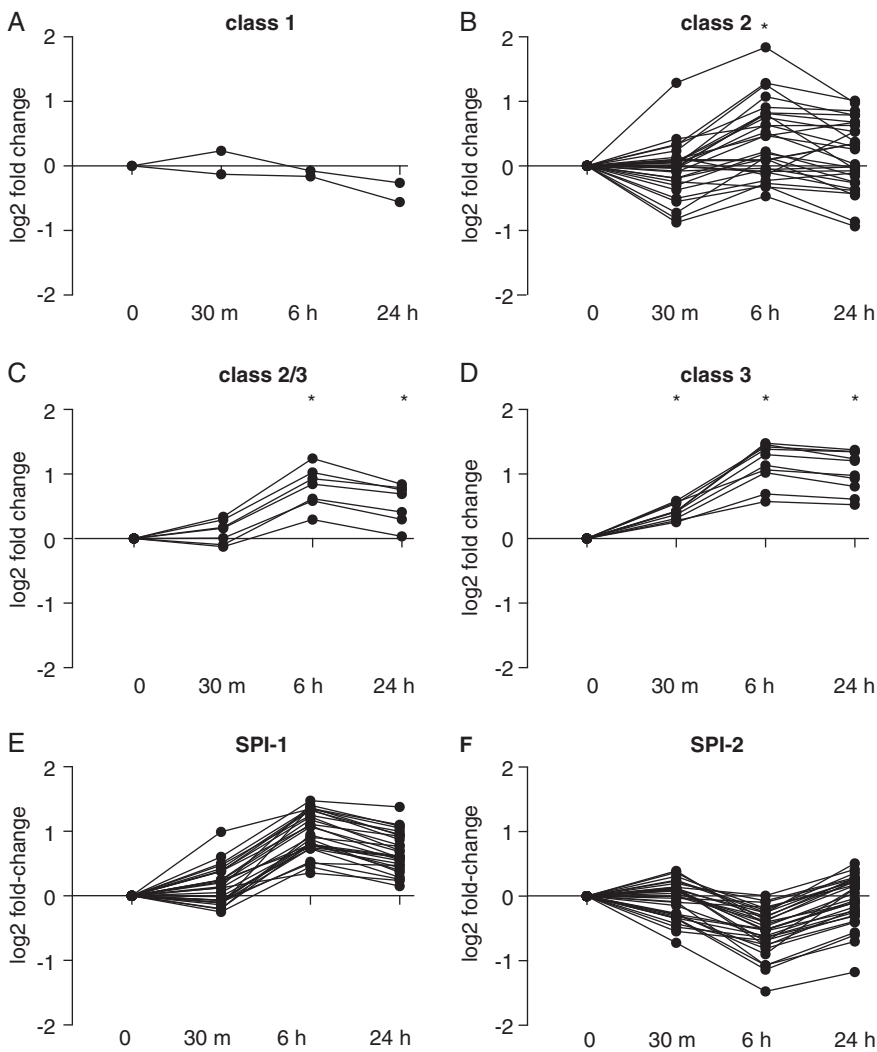 A
class 1
log2 fold change
2
1
0
-1
-2
0 30 m 6 h 24 h
B
class 2 *
log2 fold change
2
1
0
-1
-2
0 30 m 6 h 24 h
C
class 2/3
* *
log2 fold change
2
1
0
-1
-2
0 30 m 6 h 24 h
D
class 3
* * *
log2 fold change
2
1
0
-1
-2
0 30 m 6 h 24 h
E
SPI-1
log2 fold-change
2
1
0
-1
-2
0 30 m 6 h 24 h
F
SPI-2
log2 fold-change
2
1
0
-1
-2
0 30 m 6 h 24 h